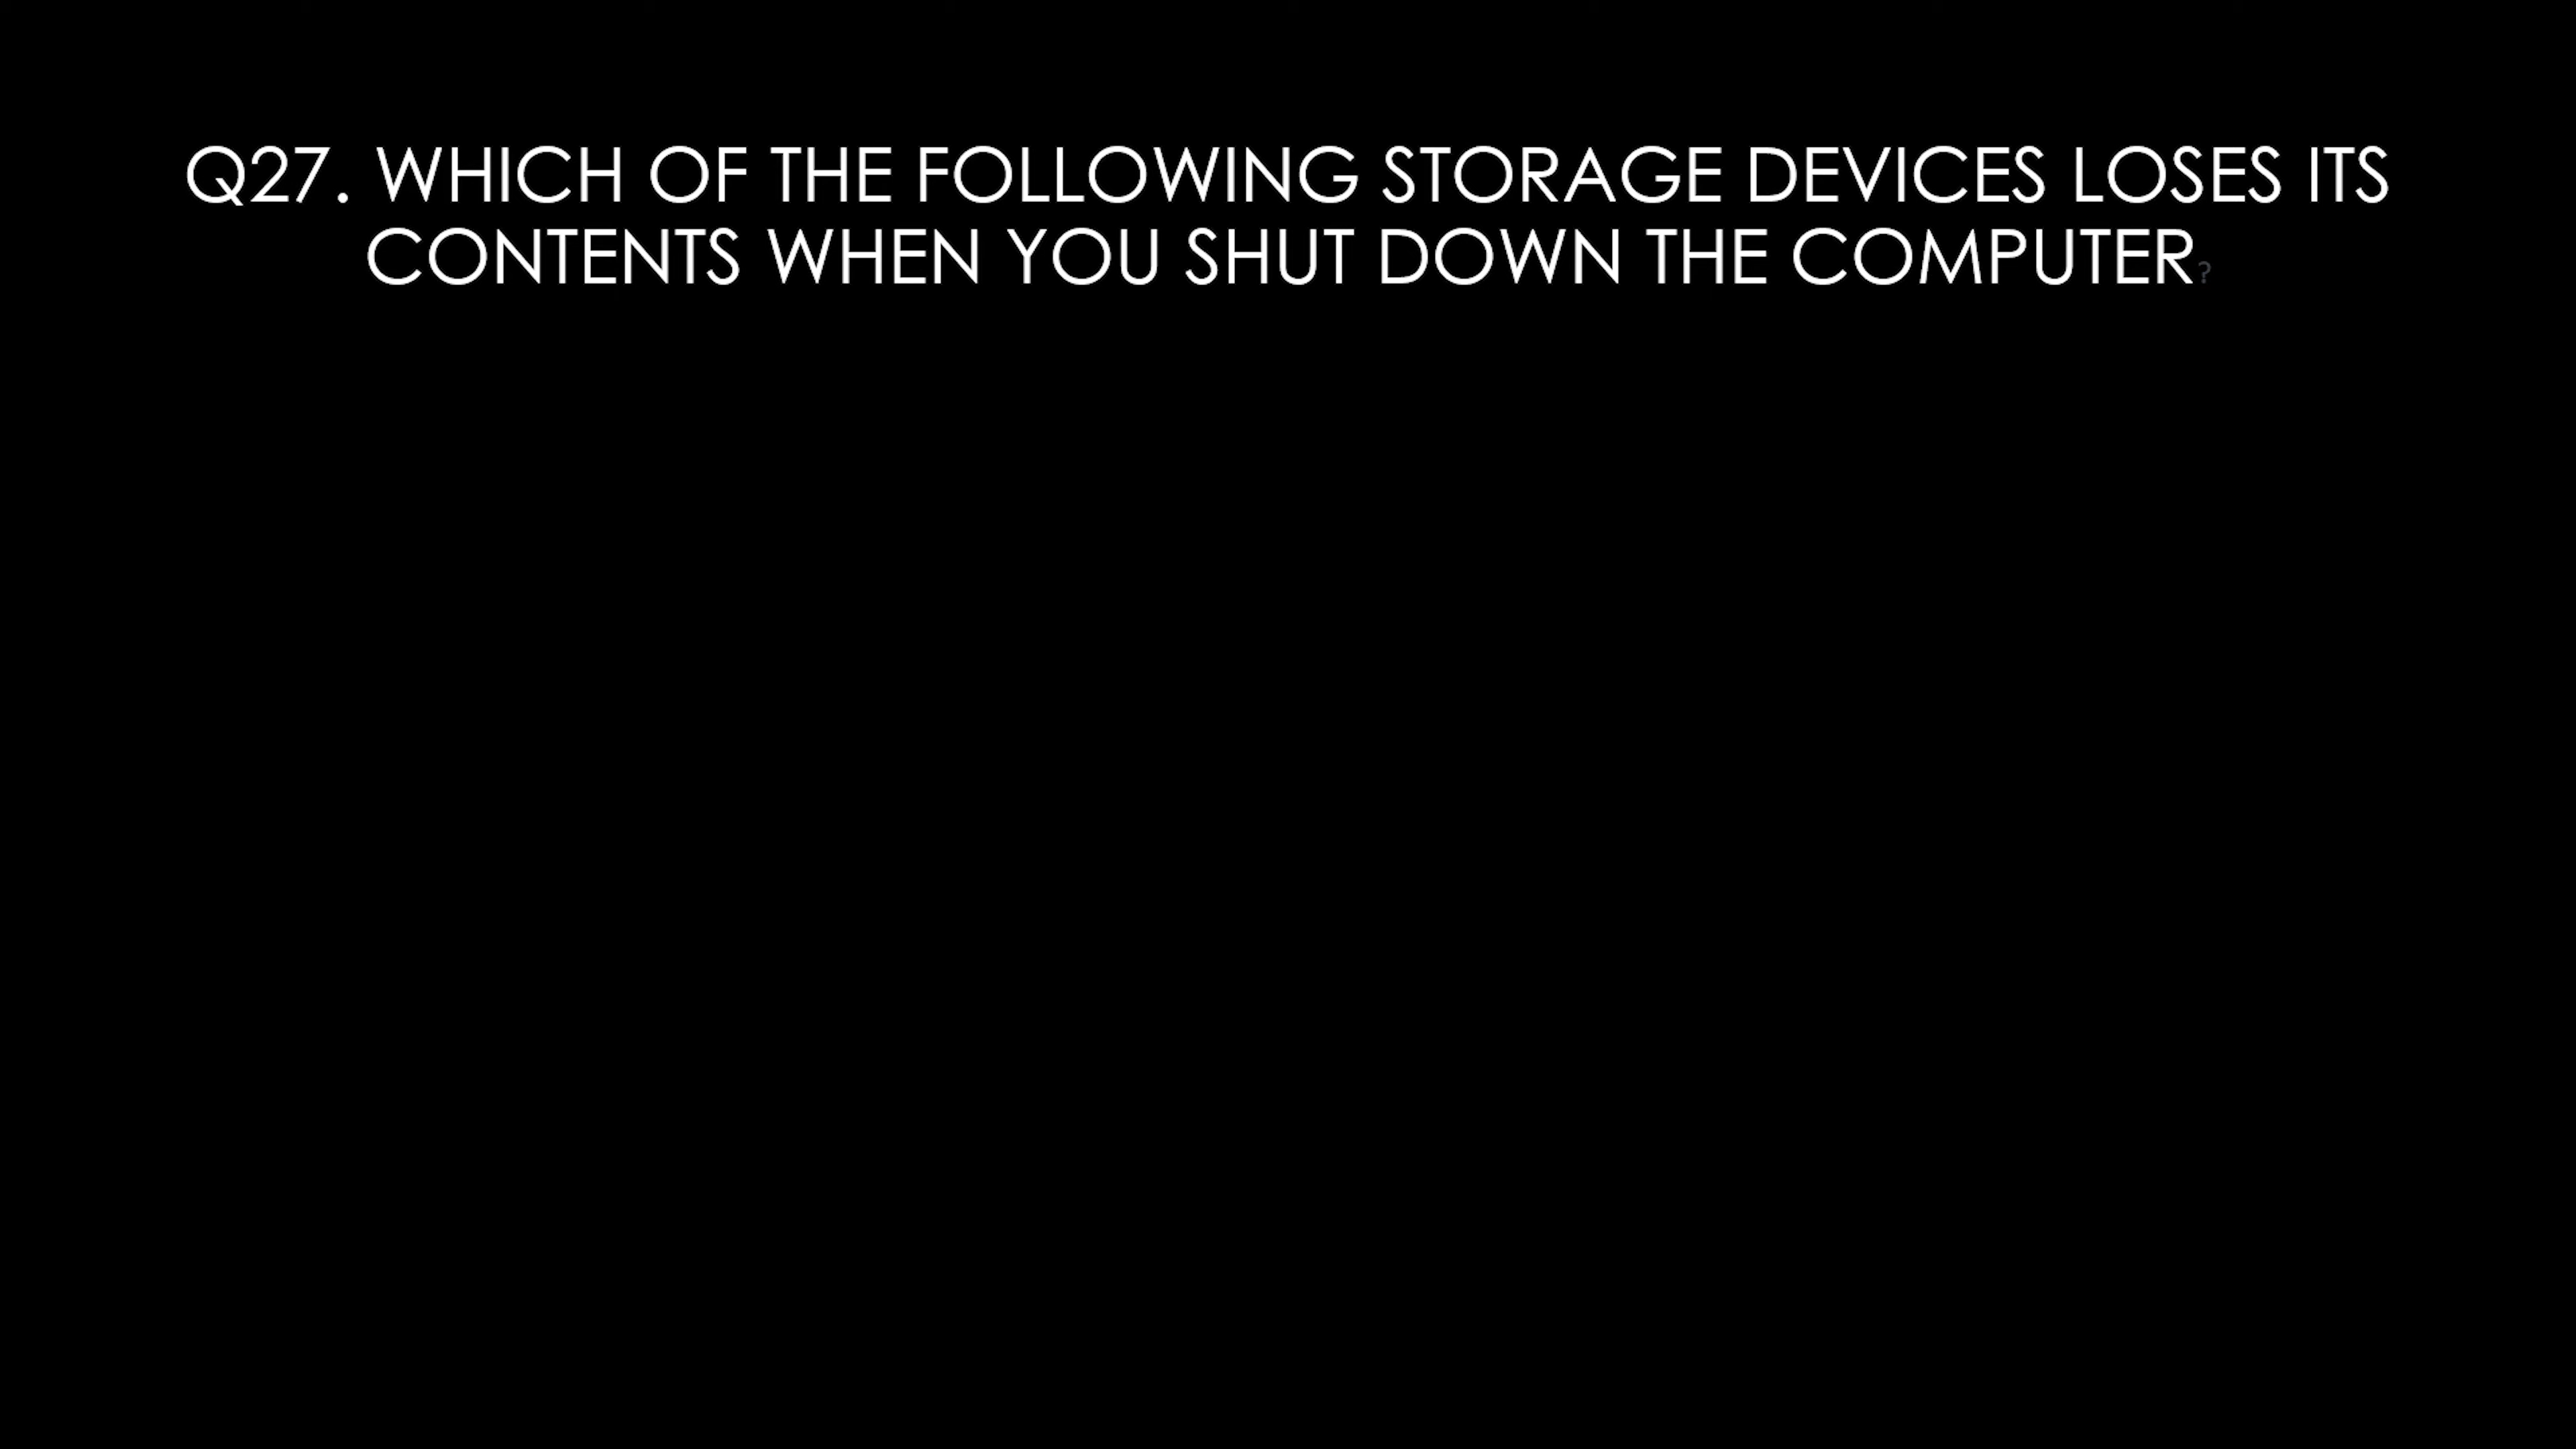 Q27. WHICH OF THE FOLLOWING STORAGE DEVICES LOSES ITS
CONTENTS WHEN YOU SHUT DOWN THE COMPUTER?